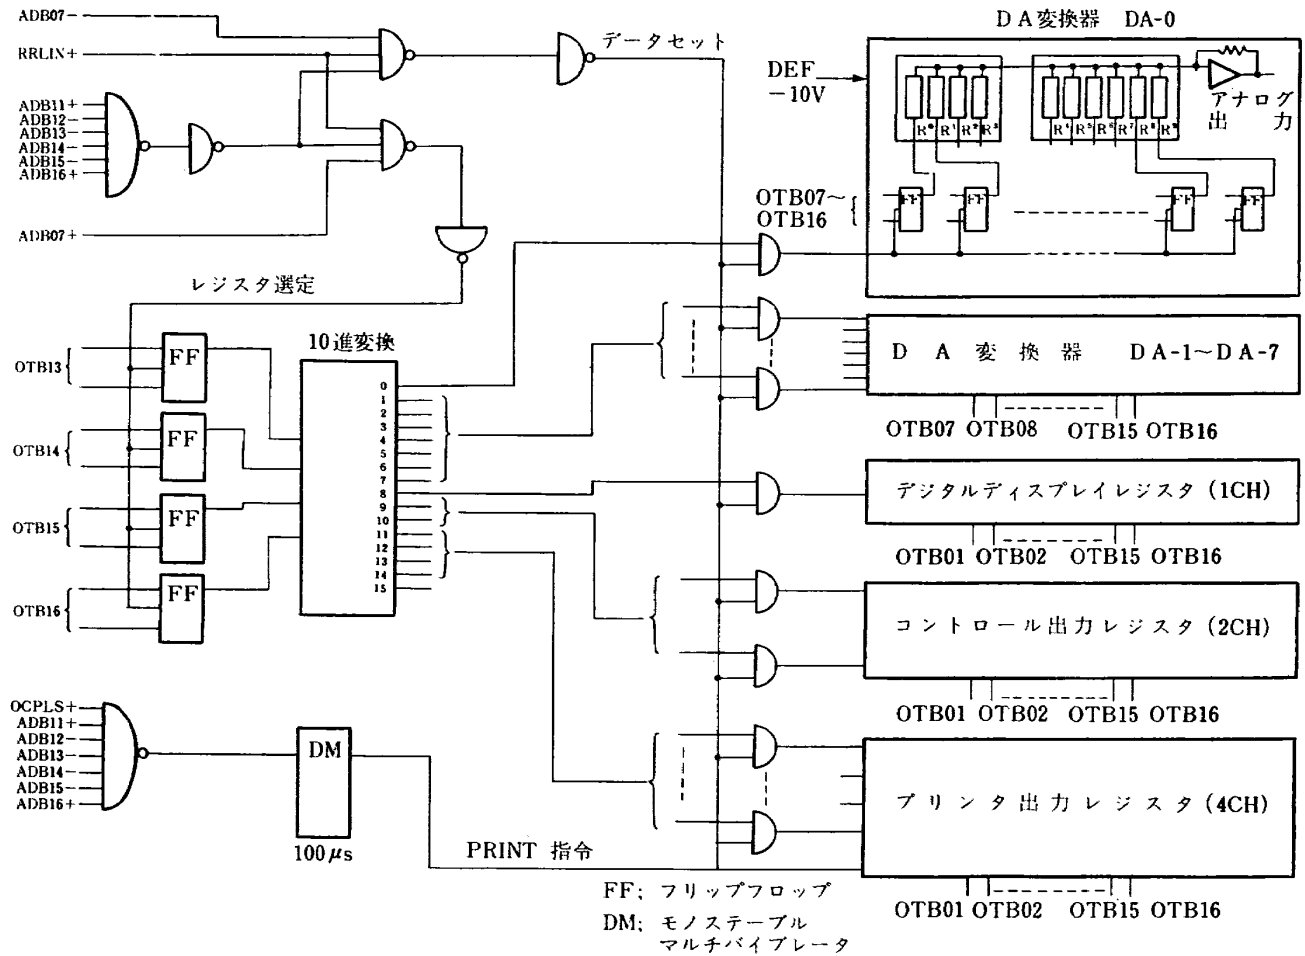 ADB07-
RRLIN+
ADB11+
ADB12-
ADB13-
ADB14-
ADB15-
ADB16+
ADB07+
データセット
レジスタ選定
DA変換器 DA-0
DEF
-10V
アナログ
出力
R⁰ R¹ R² R³
R⁴ R⁵ R⁶ R⁷ R⁸ R⁹
FF
FF
FF
FF
OTB07~
OTB16
OTB13
FF
OTB14
FF
OTB15
FF
OTB16
FF
10進変換
0
1
2
3
4
5
6
7
8
9
10
11
12
13
14
15
DA変換器 DA-1~DA-7
OTB07 OTB08 OTB15 OTB16
デジタルディスプレイレジスタ(1CH)
OTB01 OTB02 OTB15 OTB16
コントロール出力レジスタ(2CH)
OTB01 OTB02 OTB15 OTB16
プリンタ出力レジスタ(4CH)
OTB01 OTB02 OTB15 OTB16
OCPLS+
ADB11+
ADB12-
ADB13-
ADB14-
ADB15-
ADB16+
DM
100μs
PRINT 指令
FF; フリップフロップ
DM; モノステーブル
マルチバイブレータ